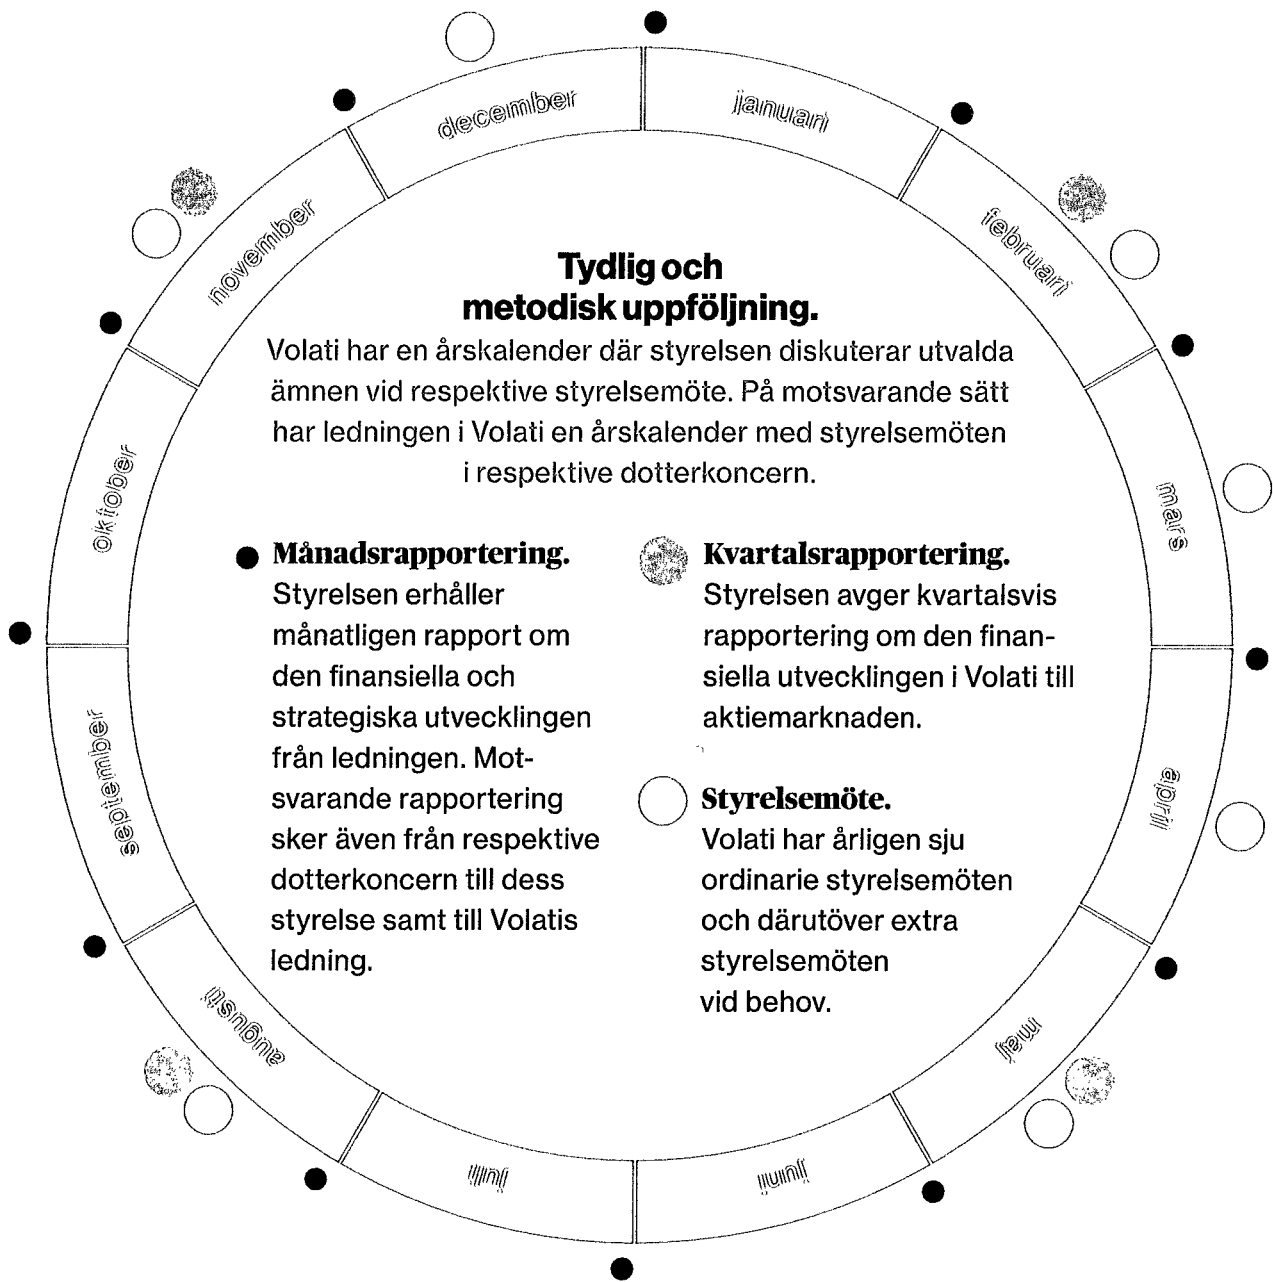 januari
februari
mars
april
maj
juni
juli
augusti
september
oktober
november
december
Tydlig och
metodisk uppföljning.
Volati har en årskalender där styrelsen diskuterar utvalda
ämnen vid respektive styrelsemöte. På motsvarande sätt
har ledningen i Volati en årskalender med styrelsemöten
i respektive dotterkoncern.
Månadsrapportering.
Styrelsen erhåller
månatligen rapport om
den finansiella och
strategiska utvecklingen
från ledningen. Mot-
svarande rapportering
sker även från respektive
dotterkoncern till dess
styrelse samt till Volatis
ledning.
Kvartalsrapportering.
Styrelsen avger kvartalsvis
rapportering om den finan-
siella utvecklingen i Volati till
aktiemarknaden.
Styrelsemöte.
Volati har årligen sju
ordinarie styrelsemöten
och därutöver extra
styrelsemöten
vid behov.